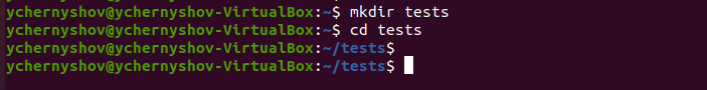 ychernyshov@ychernyshov-VirtualBox:~$ mkdir tests
ychernyshov@ychernyshov-VirtualBox:~$ cd tests
ychernyshov@ychernyshov-VirtualBox:~/tests$
ychernyshov@ychernyshov-VirtualBox:~/tests$